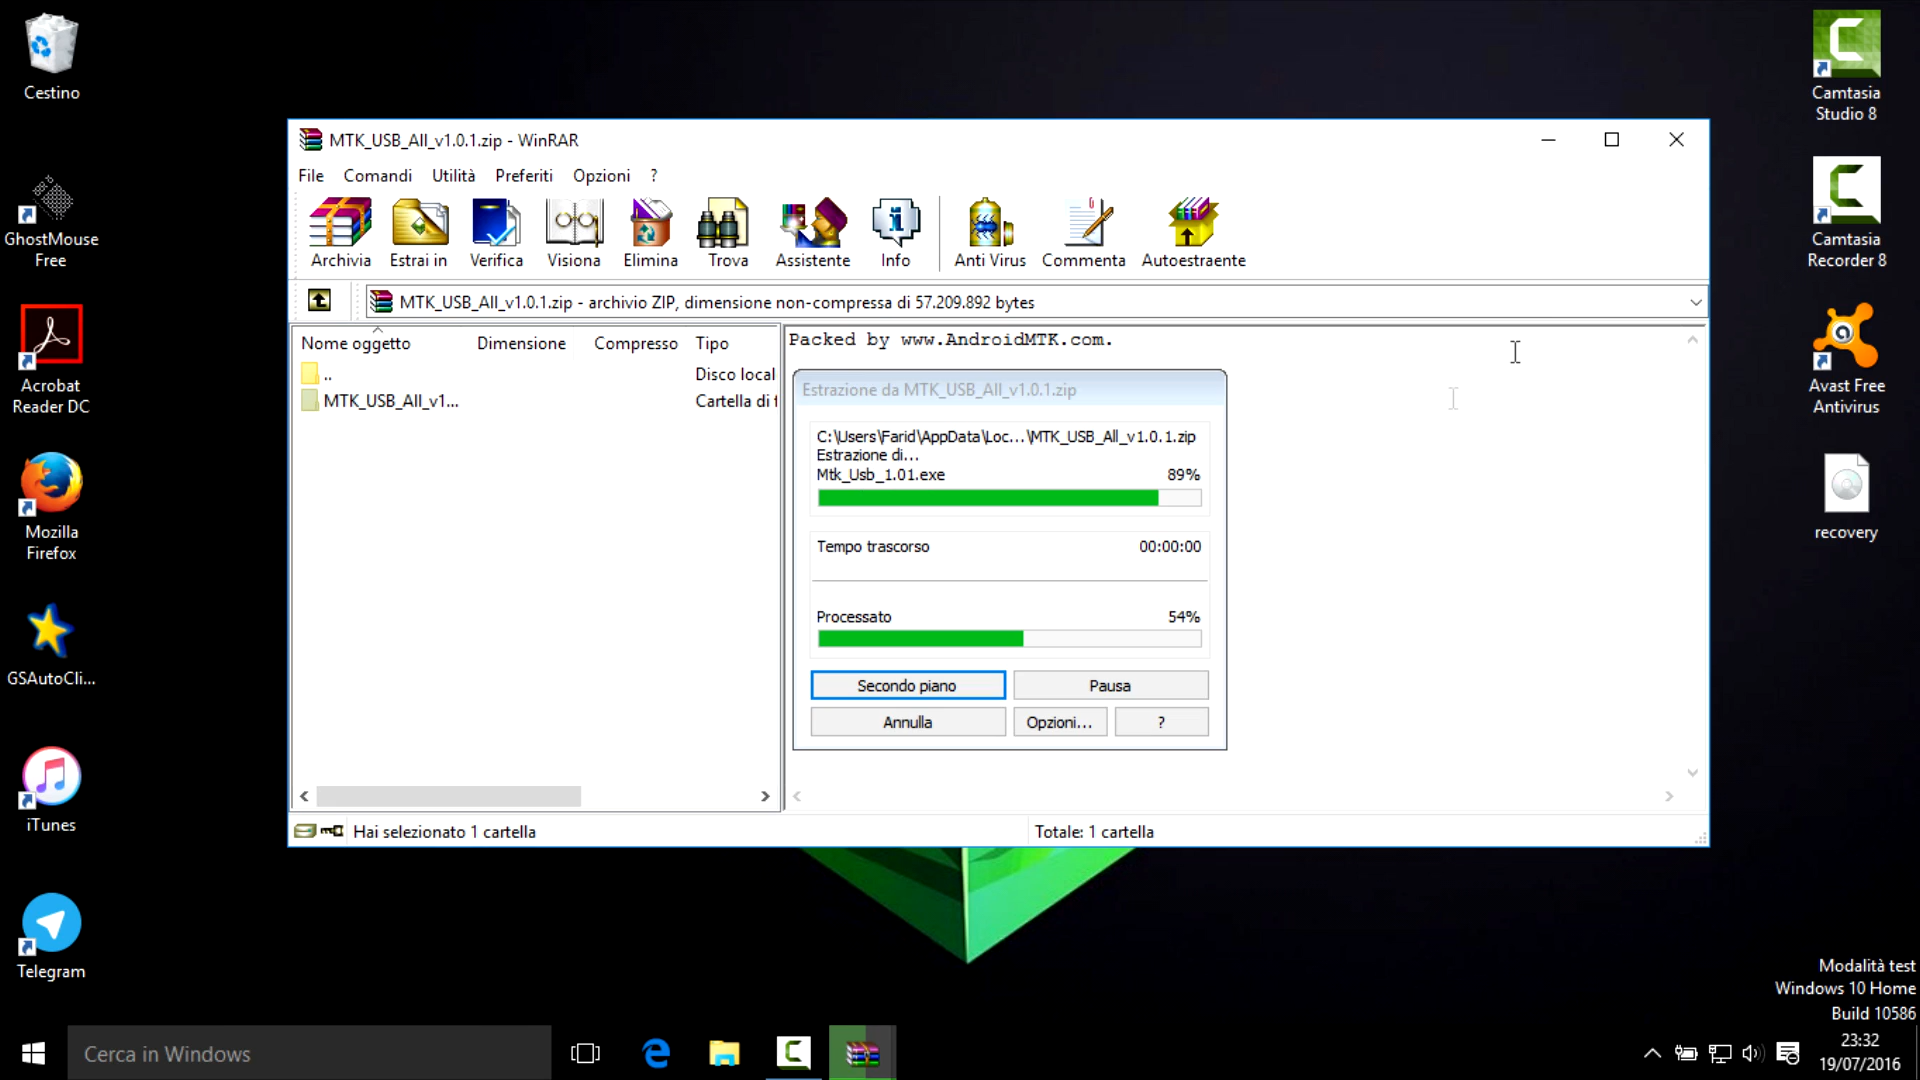 Cestino
GhostMouse
Free
Acrobat
Reader DC
Mozilla
Firefox
GSAutoCli...
iTunes
Telegram
MTK_USB_All_v1.0.1.zip - WinRAR
File Comandi Utilità Preferiti Opzioni ?
Archivia Estrai in Verifica Visiona Elimina Trova Assistente Info Anti Virus Commenta Autoestraente
MTK_USB_All_v1.0.1.zip - archivio ZIP, dimensione non-compressa di 57.209.892 bytes
Nome oggetto Dimensione Compresso Tipo
.. Disco local
MTK_USB_All_v1... Cartella di f
Packed by www.AndroidMTK.com.
Estrazione da MTK_USB_All_v1.0.1.zip
C:\Users\Farid\AppData\Loc...\MTK_USB_All_v1.0.1.zip
Estrazione di...
Mtk_Usb_1.01.exe 89%
Tempo trascorso 00:00:00
Processato 54%
Secondo piano Pausa
Annulla Opzioni... ?
Hai selezionato 1 cartella Totale: 1 cartella
Camtasia
Studio 8
Camtasia
Recorder 8
Avast Free
Antivirus
recovery
Modalità test
Windows 10 Home
Build 10586
Cerca in Windows
23:32
19/07/2016